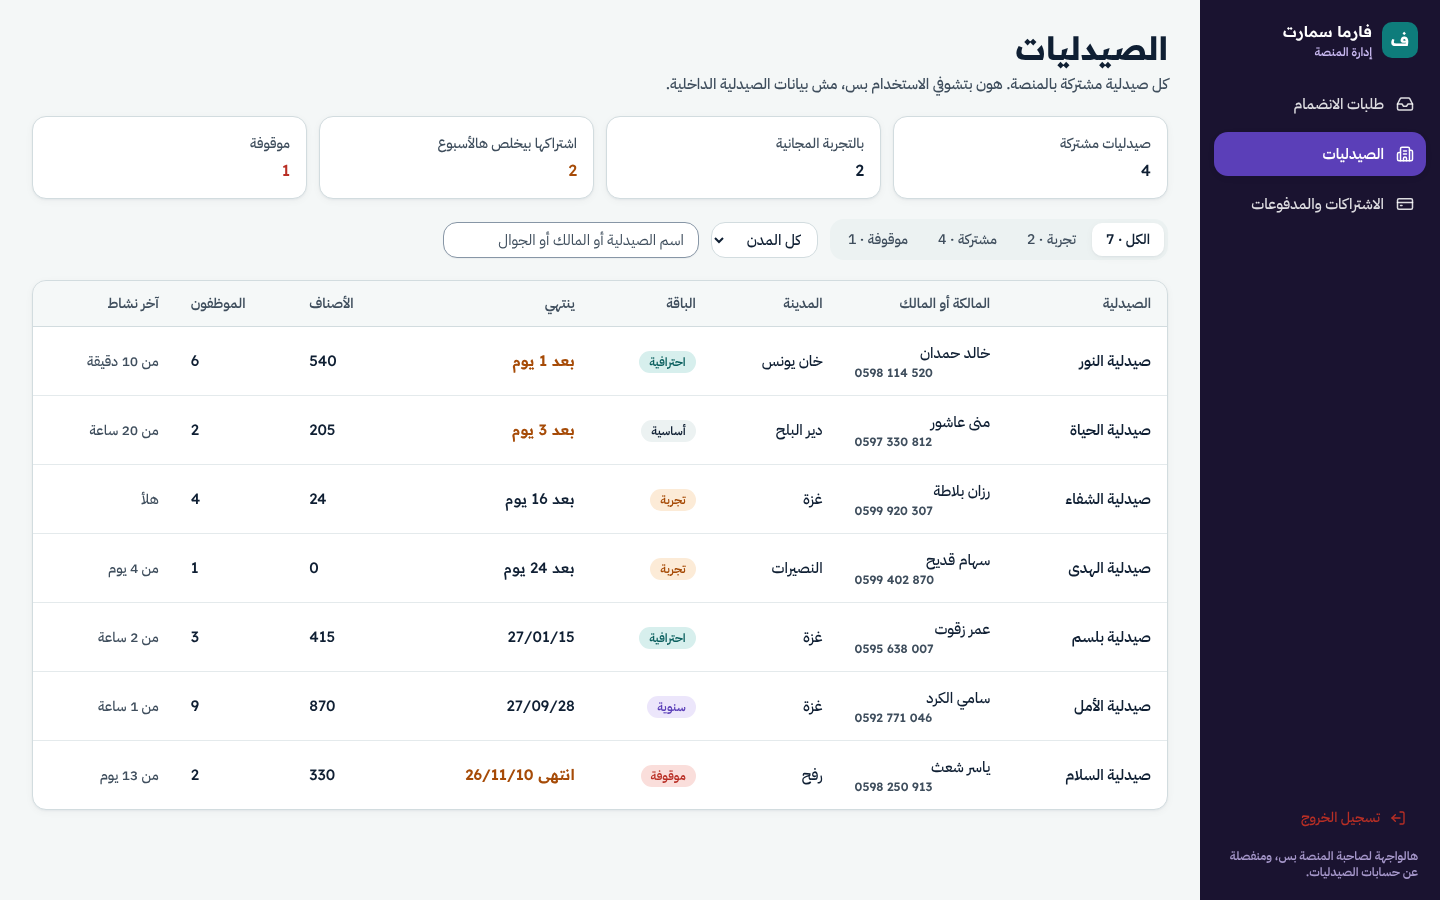 ف
فارما سمارت
إدارة المنصة
طلبات الانضمام
الصيدليات
الاشتراكات والمدفوعات
تسجيل الخروج
هالواجهة لصاحبة المنصة بس، ومنفصلة
عن حسابات الصيدليات.
الصيدليات
كل صيدلية مشتركة بالمنصة. هون بتشوفي الاستخدام بس، مش بيانات الصيدلية الداخلية.
صيدليات مشتركة
4
بالتجربة المجانية
2
اشتراكها بيخلص هالأسبوع
2
موقوفة
1
الكل · 7 تجربة · 2 مشتركة · 4 موقوفة · 1 كل المدن اسم الصيدلية أو المالك أو الجوال
الصيدلية المالكة أو المالك المدينة الباقة ينتهي الأصناف الموظفون آخر نشاط
صيدلية النور خالد حمدان خان يونس احترافية بعد 1 يوم 540 6 من 10 دقيقة
0598 114 520
صيدلية الحياة منى عاشور دير البلح أساسية بعد 3 يوم 205 2 من 20 ساعة
0597 330 812
صيدلية الشفاء رزان بلاطة غزة تجربة بعد 16 يوم 24 4 هلأ
0599 920 307
صيدلية الهدى سهام قديح النصيرات تجربة بعد 24 يوم 0 1 من 4 يوم
0599 402 870
صيدلية بلسم عمر زقوت غزة احترافية 27/01/15 415 3 من 2 ساعة
0595 638 007
صيدلية الأمل سامي الكرد غزة سنوية 27/09/28 870 9 من 1 ساعة
0592 771 046
صيدلية السلام ياسر شعث رفح موقوفة انتهى 26/11/10 330 2 من 13 يوم
0598 250 913